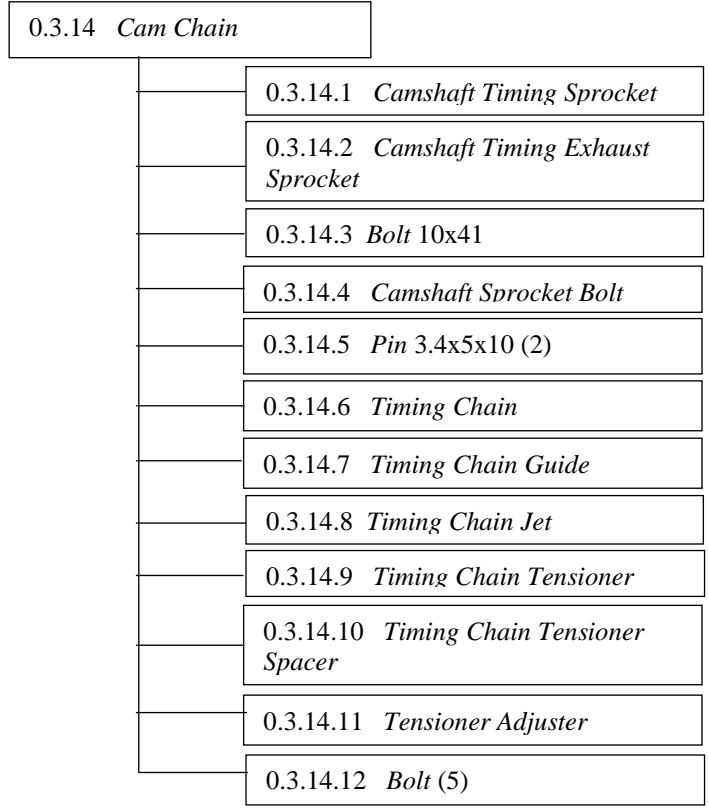 0.3.14 Cam Chain
0.3.14.1 Camshaft Timing Sprocket
0.3.14.2 Camshaft Timing Exhaust
Sprocket
0.3.14.3 Bolt 10x41
0.3.14.4 Camshaft Sprocket Bolt
0.3.14.5 Pin 3.4x5x10 (2)
0.3.14.6 Timing Chain
0.3.14.7 Timing Chain Guide
0.3.14.8 Timing Chain Jet
0.3.14.9 Timing Chain Tensioner
0.3.14.10 Timing Chain Tensioner
Spacer
0.3.14.11 Tensioner Adjuster
0.3.14.12 Bolt (5)